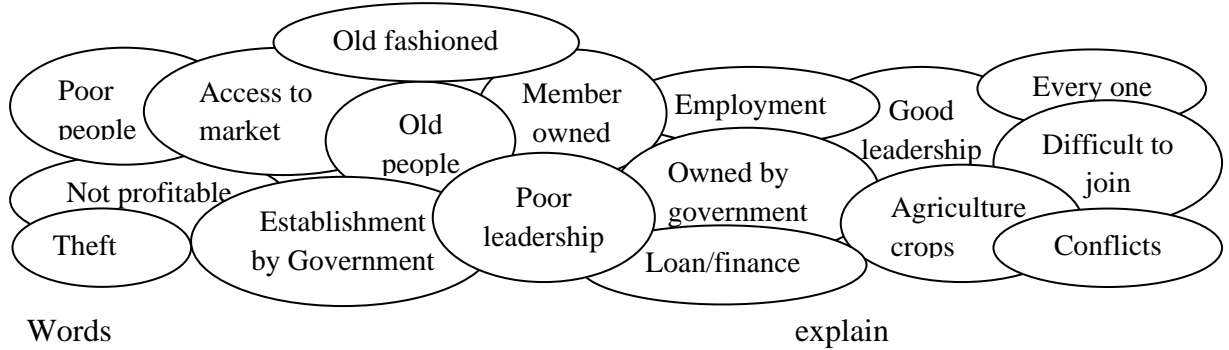 Old fashioned
Poor
people
Access to
market
Old
people
Member
owned
Employment
Good
leadership
Every one
Difficult to
join
Not profitable
Theft
Establishment
by Government
Poor
leadership
Owned by
government
Loan/finance
Agriculture
crops
Conflicts
Words explain